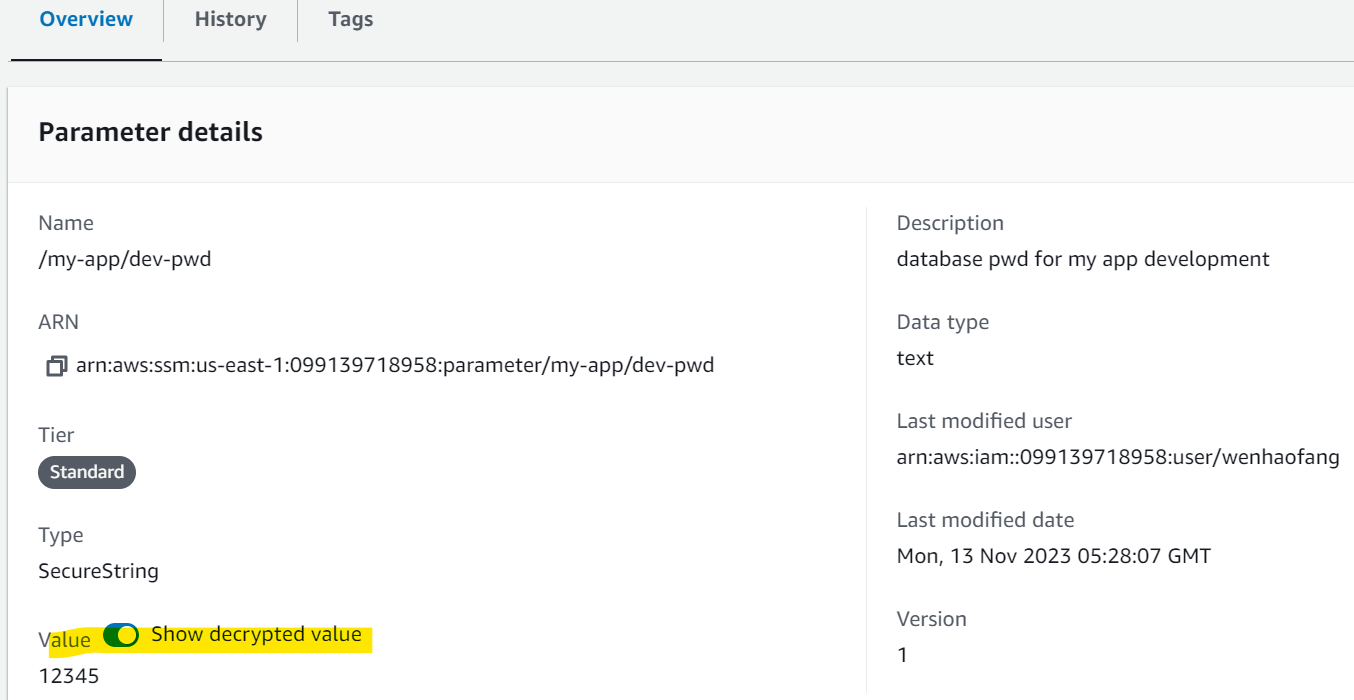 Overview History Tags
Parameter details
Name
/my-app/dev-pwd
ARN
arn:aws:ssm:us-east-1:099139718958:parameter/my-app/dev-pwd
Tier
Standard
Type
SecureString
Value Show decrypted value
12345
Description
database pwd for my app development
Data type
text
Last modified user
arn:aws:iam::099139718958:user/wenhaofang
Last modified date
Mon, 13 Nov 2023 05:28:07 GMT
Version
1